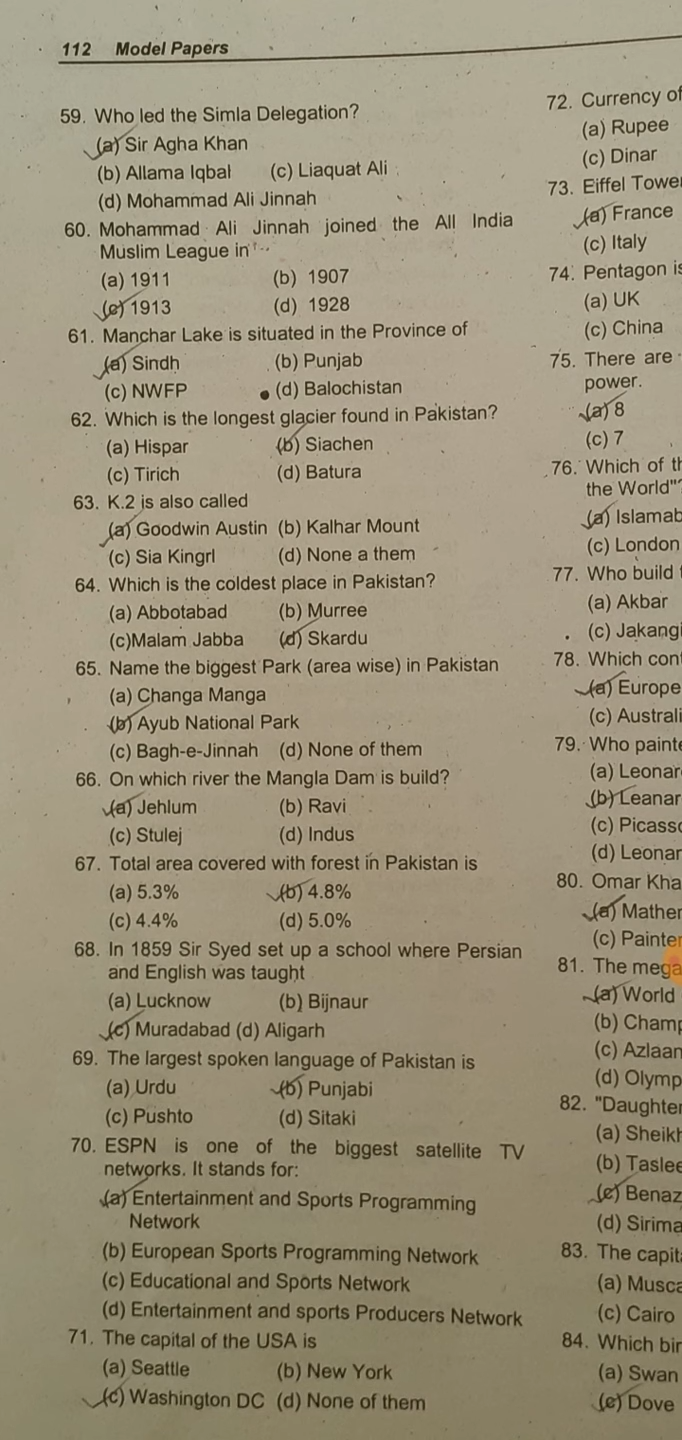 112 Model Papers
59. Who led the Simla Delegation?
(a) Sir Agha Khan
(b) Allama Iqbal (c) Liaquat Ali
(d) Mohammad Ali Jinnah
60. Mohammad Ali Jinnah joined the All India
Muslim League in
(a) 1911 (b) 1907
(c) 1913 (d) 1928
61. Manchar Lake is situated in the Province of
(a) Sindh (b) Punjab
(c) NWFP (d) Balochistan
62. Which is the longest glacier found in Pakistan?
(a) Hispar (b) Siachen
(c) Tirich (d) Batura
63. K.2 is also called
(a) Goodwin Austin (b) Kalhar Mount
(c) Sia Kingrl (d) None a them
64. Which is the coldest place in Pakistan?
(a) Abbotabad (b) Murree
(c)Malam Jabba (d) Skardu
65. Name the biggest Park (area wise) in Pakistan
(a) Changa Manga
(b) Ayub National Park
(c) Bagh-e-Jinnah (d) None of them
66. On which river the Mangla Dam is build?
(a) Jehlum (b) Ravi
(c) Stulej (d) Indus
67. Total area covered with forest in Pakistan is
(a) 5.3% (b) 4.8%
(c) 4.4% (d) 5.0%
68. In 1859 Sir Syed set up a school where Persian
and English was taught
(a) Lucknow (b) Bijnaur
(c) Muradabad (d) Aligarh
69. The largest spoken language of Pakistan is
(a) Urdu (b) Punjabi
(c) Pushto (d) Sitaki
70. ESPN is one of the biggest satellite TV
networks. It stands for:
(a) Entertainment and Sports Programming
Network
(b) European Sports Programming Network
(c) Educational and Sports Network
(d) Entertainment and sports Producers Network
71. The capital of the USA is
(a) Seattle (b) New York
(c) Washington DC (d) None of them
72. Currency of
(a) Rupee
(c) Dinar
73. Eiffel Tower
(a) France
(c) Italy
74. Pentagon is
(a) UK
(c) China
75. There are
power.
(a) 8
(c) 7
76. Which of th
the World"
(a) Islamab
(c) London
77. Who build
(a) Akbar
(c) Jakangi
78. Which cont
(a) Europe
(c) Australi
79. Who painte
(a) Leonar
(b) Leanar
(c) Picasso
(d) Leonar
80. Omar Kha
(a) Mather
(c) Painter
81. The mega
(a) World
(b) Champ
(c) Azlaan
(d) Olymp
82. "Daughter
(a) Sheikh
(b) Taslee
(c) Benaz
(d) Sirima
83. The capit
(a) Musca
(c) Cairo
84. Which bir
(a) Swan
(c) Dove